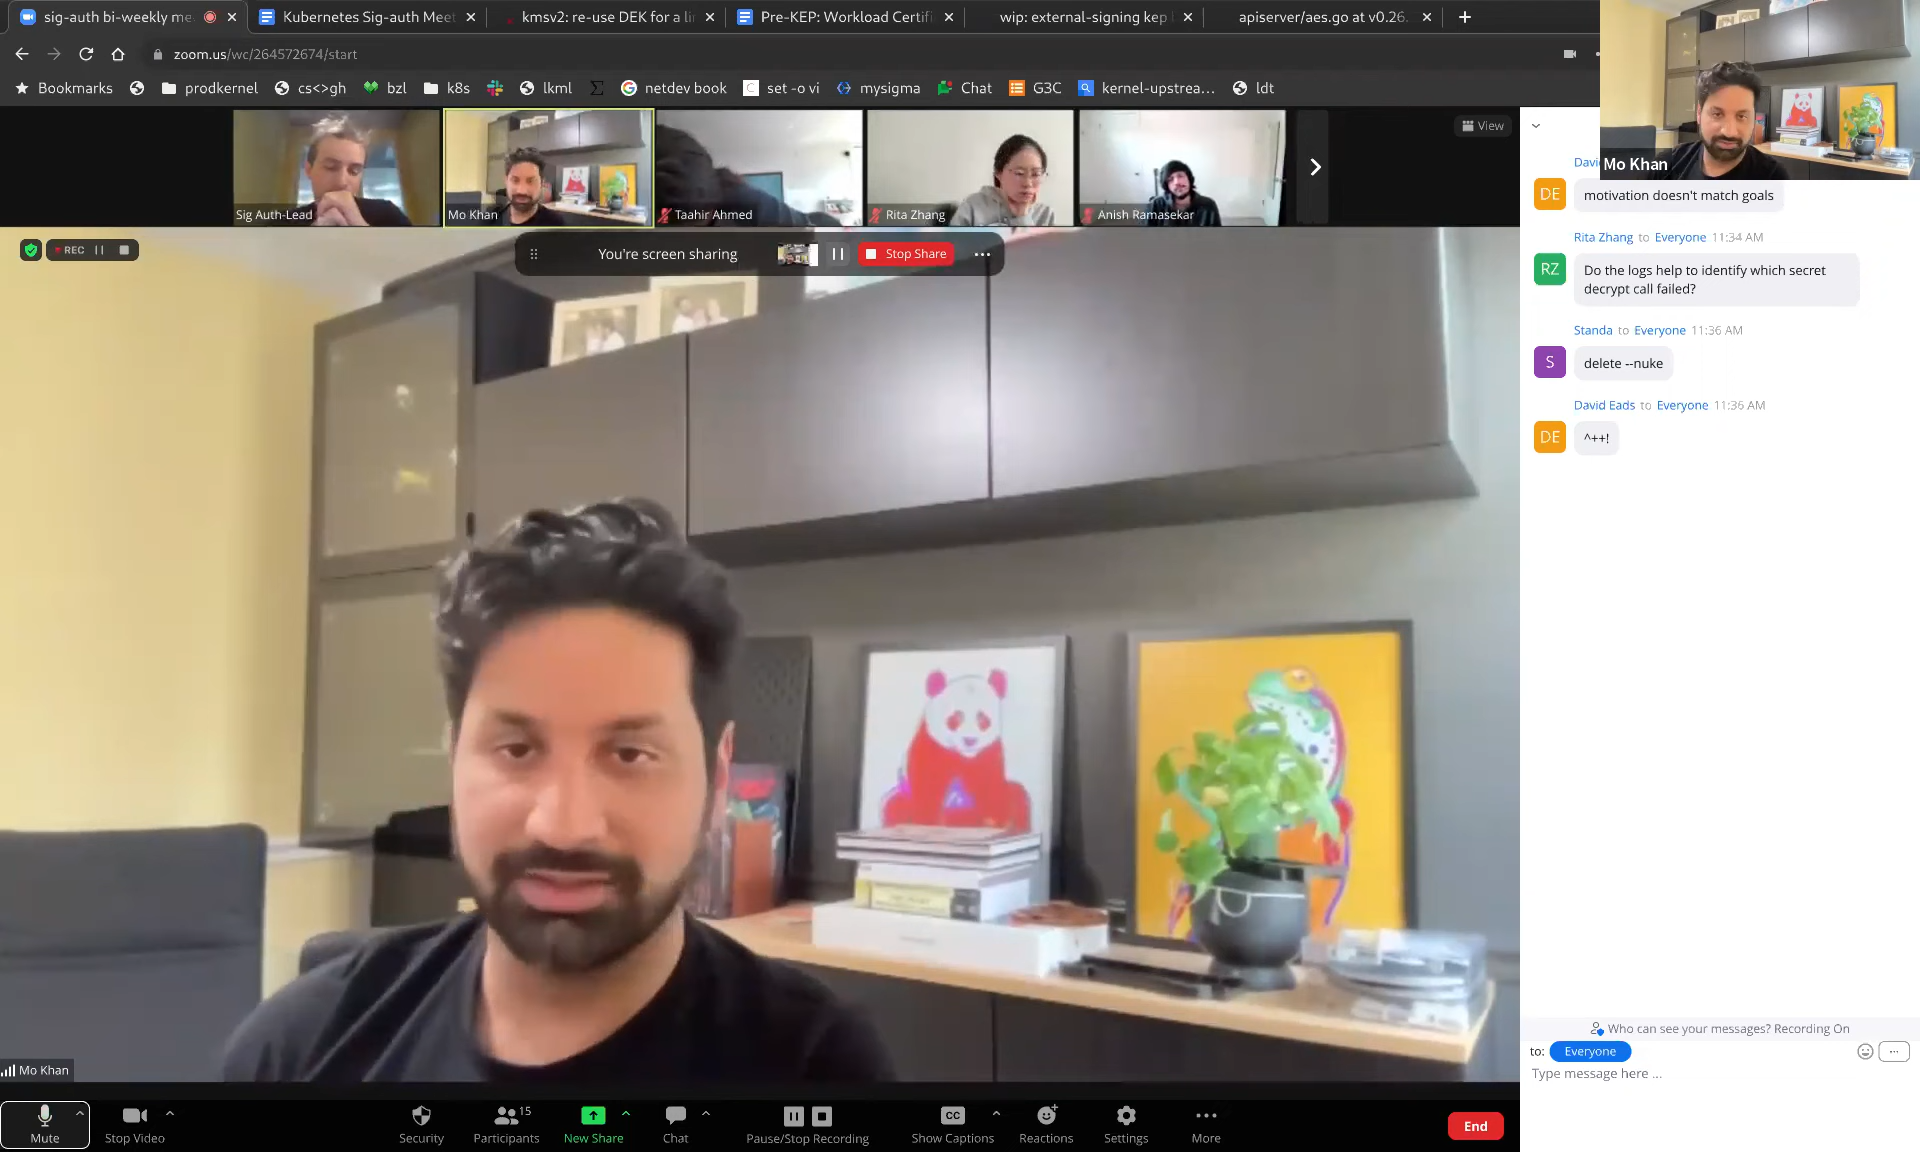 sig-auth bi-weekly me
Kubernetes Sig-auth Meet
kmsv2: re-use DEK for a li
Pre-KEP: Workload Certifi
wip: external-signing kep
apiserver/aes.go at v0.26.
zoom.us/wc/264572674/start
Bookmarks
prodkernel
cs<>gh
bzl
k8s
lkml
netdev book
set -o vi
mysigma
Chat
G3C
kernel-upstrea...
ldt
Sig Auth-Lead
Mo Khan
Taahir Ahmed
Rita Zhang
Anish Ramasekar
View
Mo Khan
REC
You're screen sharing
Stop Share
Davi
DE
motivation doesn't match goals
Rita Zhang to Everyone 11:34 AM
RZ
Do the logs help to identify which secret
decrypt call failed?
Standa to Everyone 11:36 AM
S
delete --nuke
David Eads to Everyone 11:36 AM
DE
^++!
Who can see your messages? Recording On
to: Everyone
Type message here ...
Mo Khan
Mute
Stop Video
Security
15
Participants
New Share
Chat
Pause/Stop Recording
CC
Show Captions
Reactions
Settings
More
End